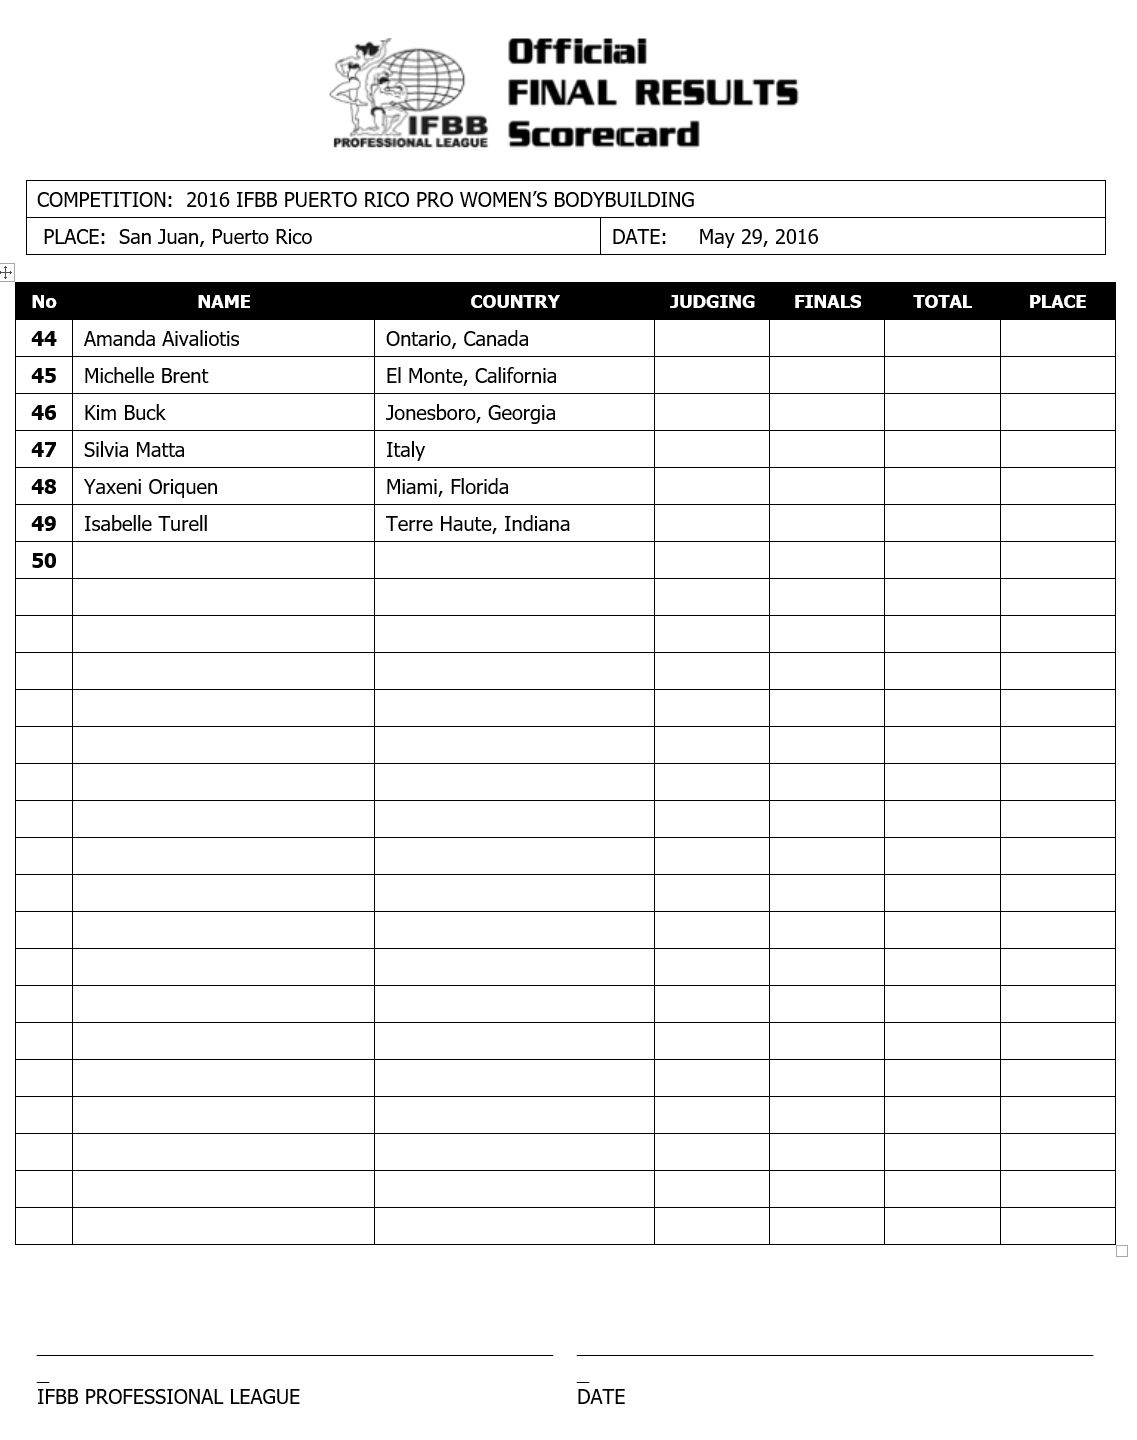 Official
FINAL RESULTS
Scorecard
IFBB
PROFESSIONAL LEAGUE
COMPETITION: 2016 IFBB PUERTO RICO PRO WOMEN’S BODYBUILDING
PLACE: San Juan, Puerto Rico DATE: May 29, 2016
No NAME COUNTRY JUDGING FINALS TOTAL PLACE
44 Amanda Aivaliotis Ontario, Canada
45 Michelle Brent El Monte, California
46 Kim Buck Jonesboro, Georgia
47 Silvia Matta Italy
48 Yaxeni Oriquen Miami, Florida
49 Isabelle Turell Terre Haute, Indiana
50
IFBB PROFESSIONAL LEAGUE DATE